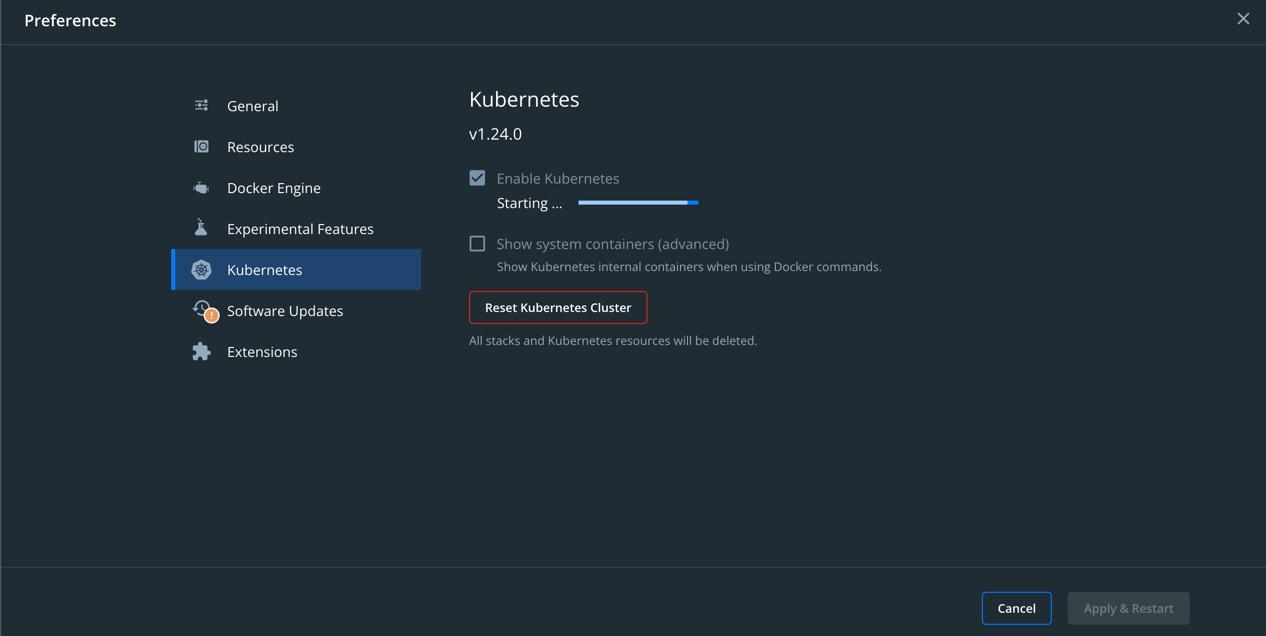 Preferences
General
Resources
Docker Engine
Experimental Features
Kubernetes
Software Updates
Extensions
Kubernetes
v1.24.0
Enable Kubernetes
Starting ...
Show system containers (advanced)
Show Kubernetes internal containers when using Docker commands.
Reset Kubernetes Cluster
All stacks and Kubernetes resources will be deleted.
Cancel
Apply & Restart